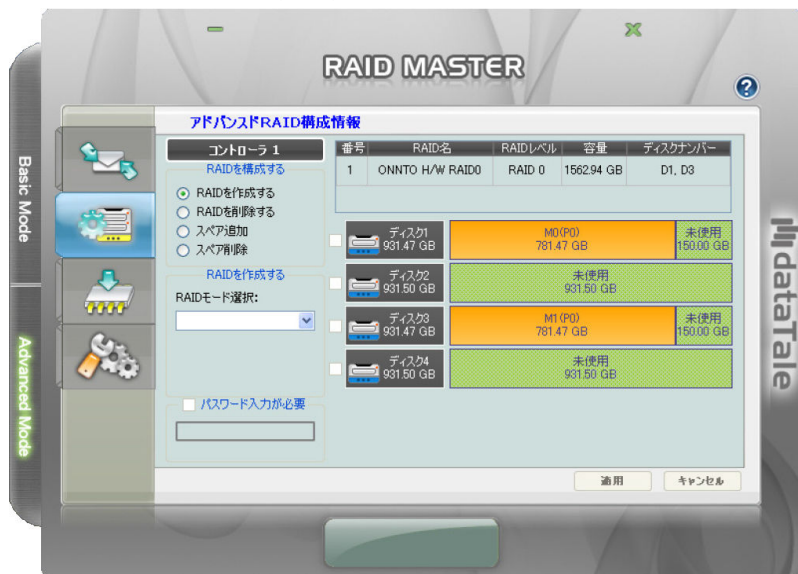 RAID MASTER
?
Basic Mode
Advanced Mode
dataTale
アドバンスドRAID構成情報
コントローラ 1
RAIDを構成する
RAIDを作成する
RAIDを削除する
スペア追加
スペア削除
RAIDを作成する
RAIDモード選択:
パスワード入力が必要
番号 RAID名 RAIDレベル 容量 ディスクナンバー
1 ONNTO H/W RAID0 RAID 0 1562.94 GB D1, D3
ディスク1
931.47 GB
M0(P0)
781.47 GB
未使用
150.00 GB
ディスク2
931.50 GB
未使用
931.50 GB
ディスク3
931.47 GB
M1(P0)
781.47 GB
未使用
150.00 GB
ディスク4
931.50 GB
未使用
931.50 GB
適用
キャンセル